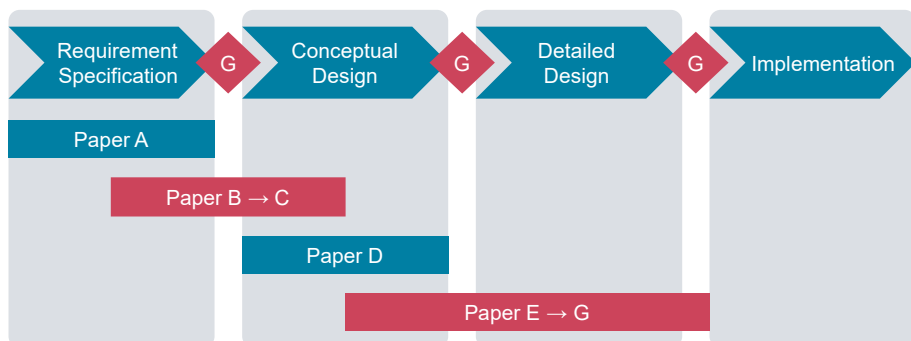 Requirement
Specification
G
Conceptual
Design
G
Detailed
Design
G
Implementation
Paper A
Paper B → C
Paper D
Paper E → G